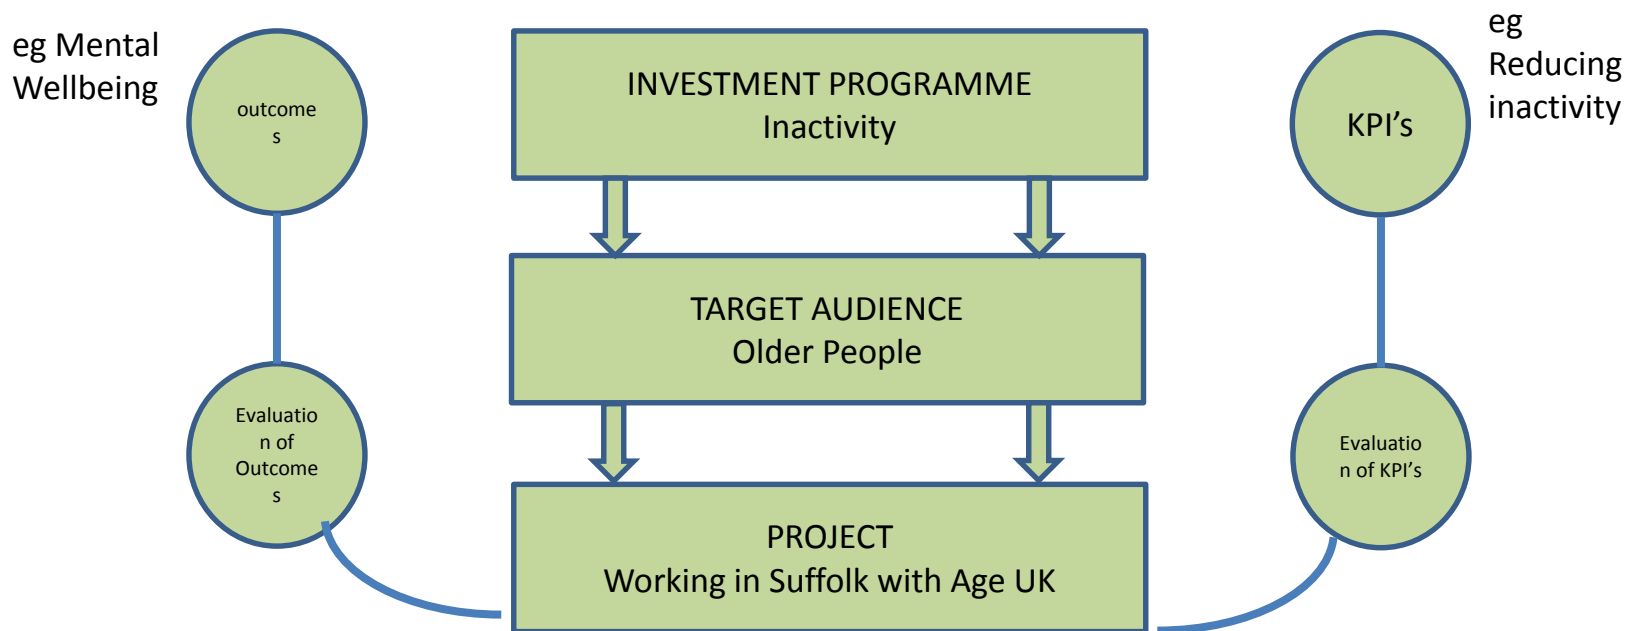 eg Mental
Wellbeing
outcome
s
INVESTMENT PROGRAMME
Inactivity
KPI's
eg
Reducing
inactivity
TARGET AUDIENCE
Older People
Evaluatio
n of
Outcome
s
Evaluatio
n of KPI's
PROJECT
Working in Suffolk with Age UK